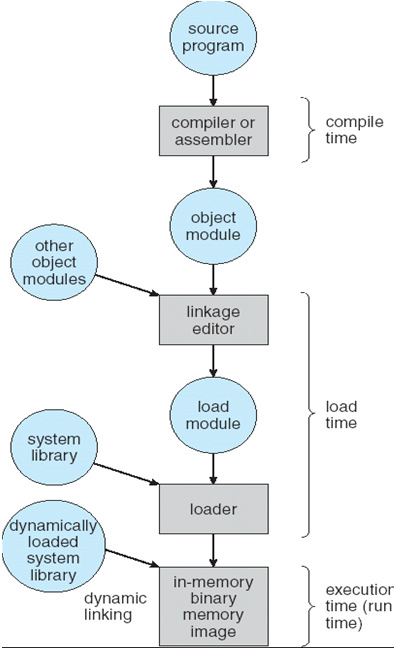 source
program
compiler or
assembler
compile
time
object
module
other
object
modules
linkage
editor
load
module
load
time
system
library
loader
dynamically
loaded
system
library
dynamic
linking
in-memory
binary
memory
image
execution
time (run
time)